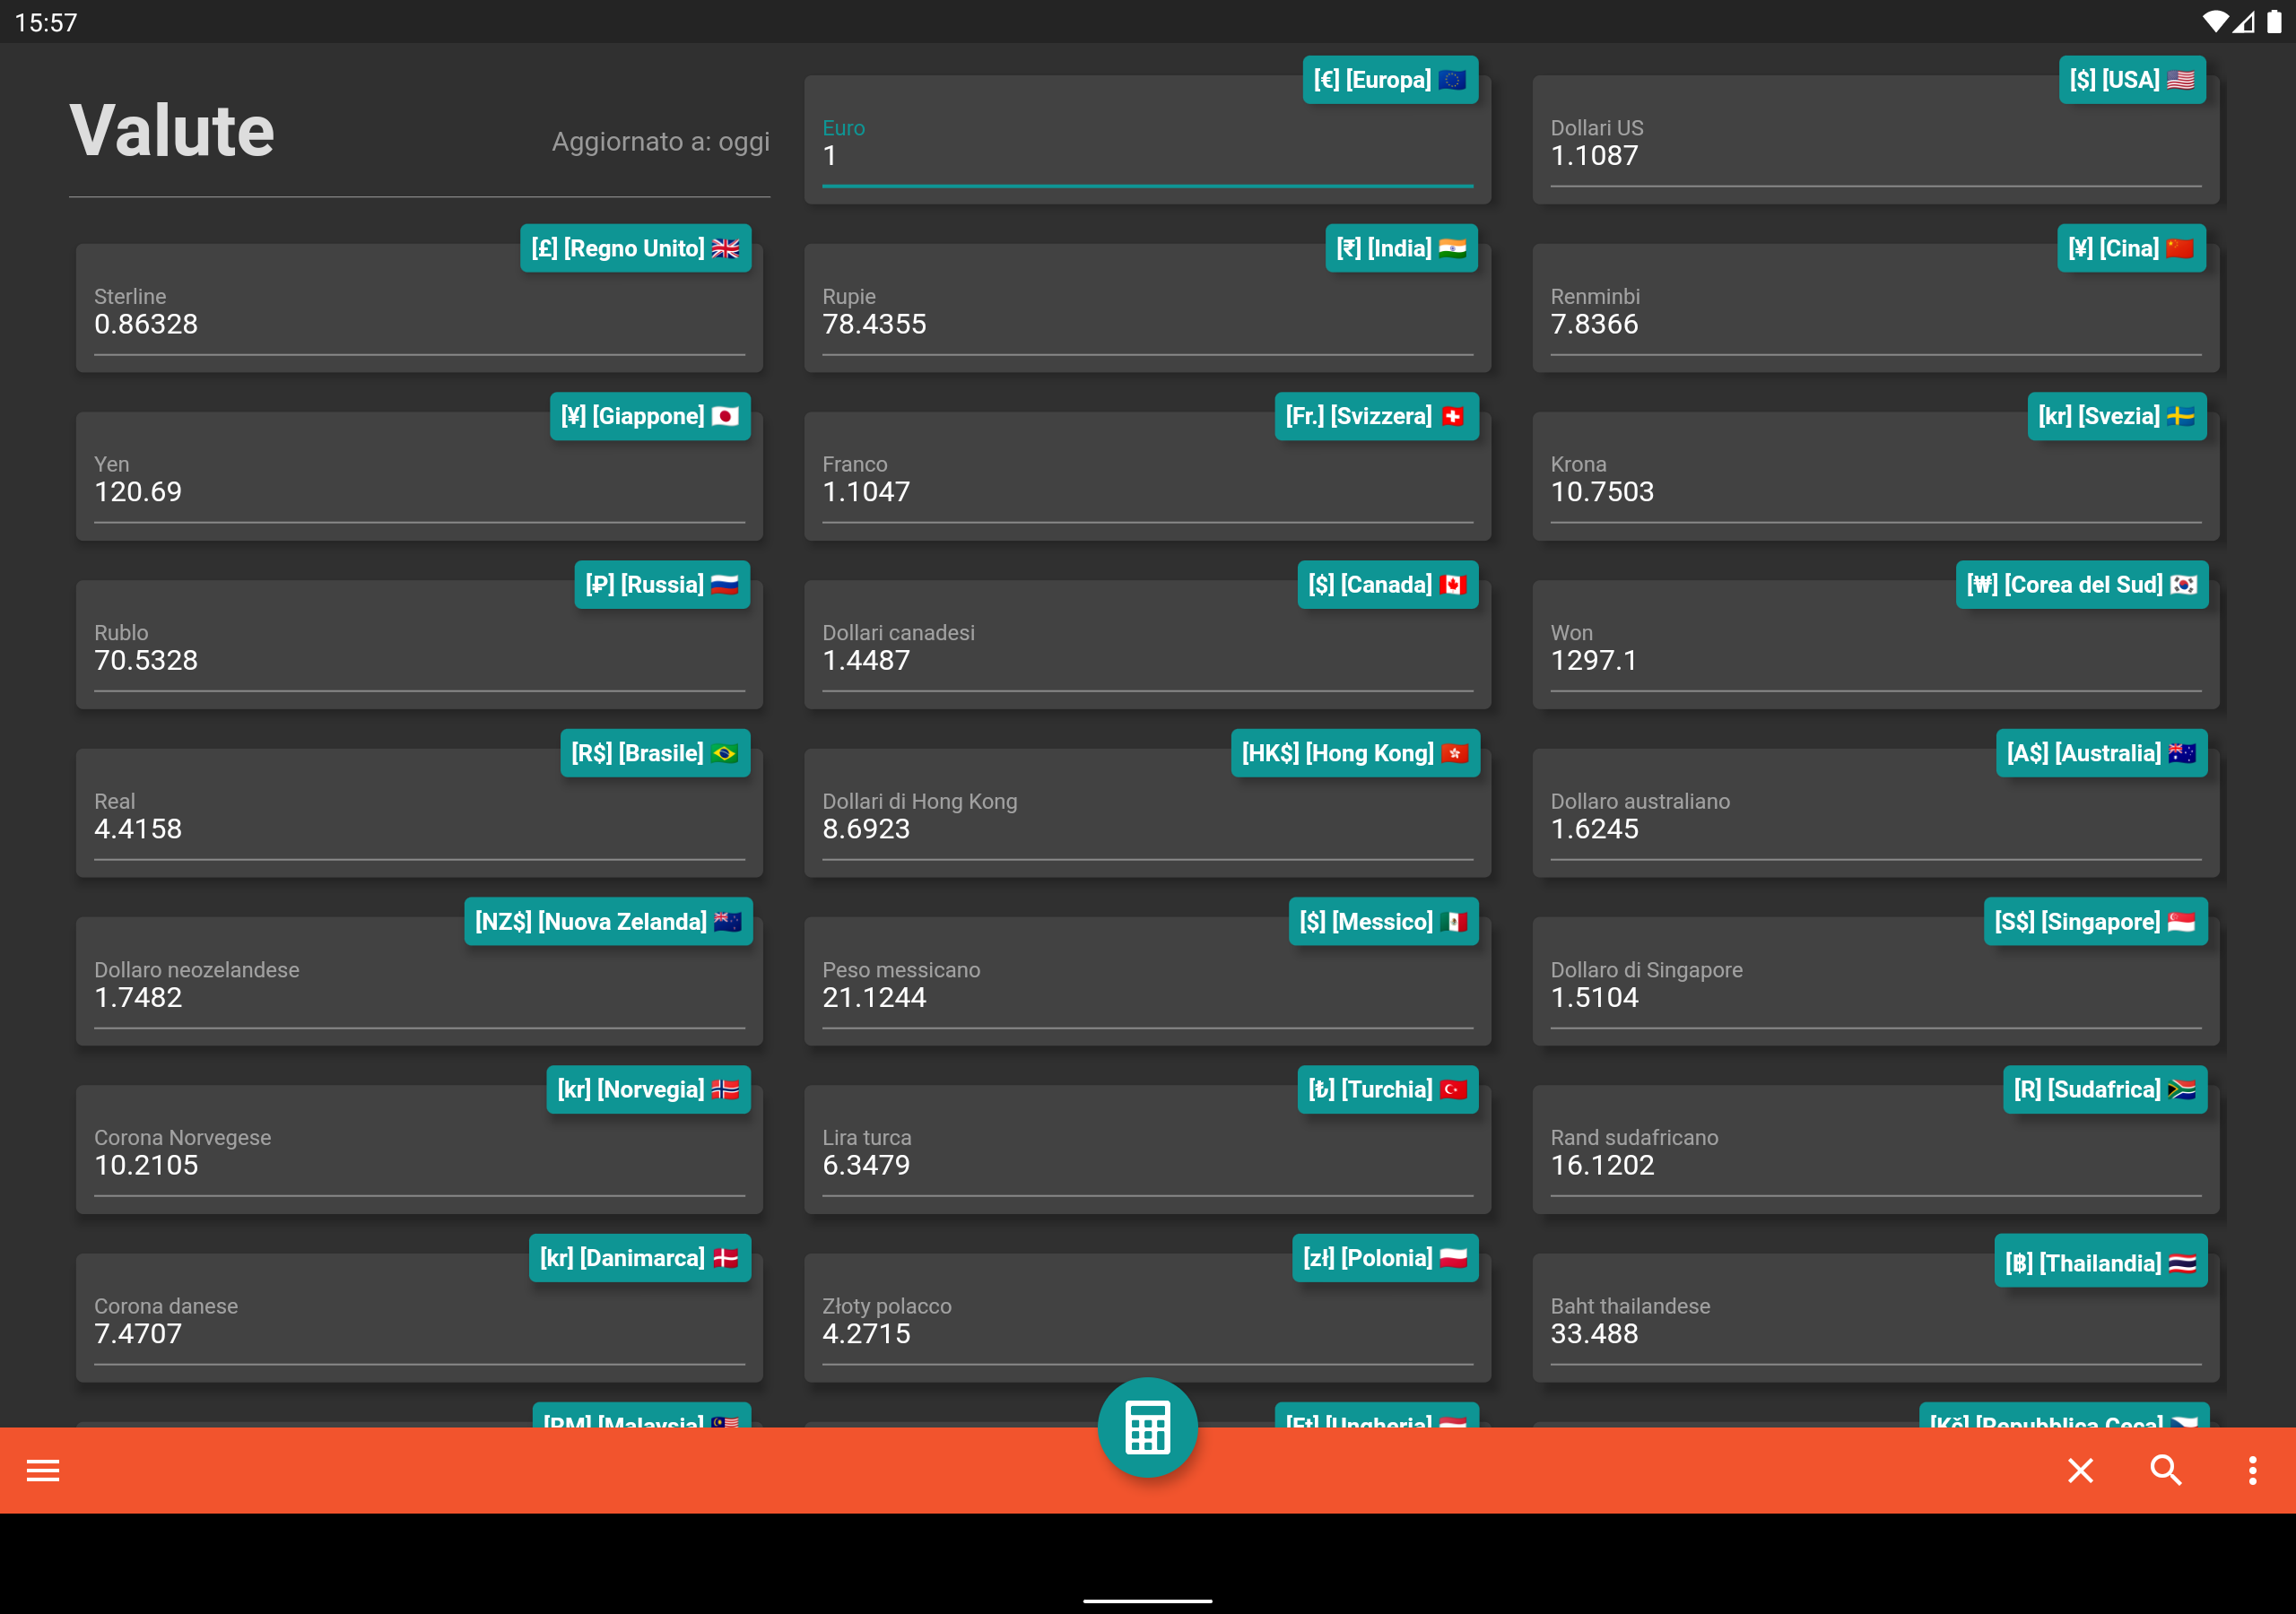 15:57
Valute
Aggiornato a: oggi
[€] [Europa]
Euro
1
[$] [USA]
Dollari US
1.1087
[£] [Regno Unito]
Sterline
0.86328
[₹] [India]
Rupie
78.4355
[¥] [Cina]
Renminbi
7.8366
[¥] [Giappone]
Yen
120.69
[Fr.] [Svizzera]
Franco
1.1047
[kr] [Svezia]
Krona
10.7503
[₽] [Russia]
Rublo
70.5328
[$] [Canada]
Dollari canadesi
1.4487
[₩] [Corea del Sud]
Won
1297.1
[R$] [Brasile]
Real
4.4158
[HK$] [Hong Kong]
Dollari di Hong Kong
8.6923
[A$] [Australia]
Dollaro australiano
1.6245
[NZ$] [Nuova Zelanda]
Dollaro neozelandese
1.7482
[$] [Messico]
Peso messicano
21.1244
[S$] [Singapore]
Dollaro di Singapore
1.5104
[kr] [Norvegia]
Corona Norvegese
10.2105
[₺] [Turchia]
Lira turca
6.3479
[R] [Sudafrica]
Rand sudafricano
16.1202
[kr] [Danimarca]
Corona danese
7.4707
[zł] [Polonia]
Złoty polacco
4.2715
[฿] [Thailandia]
Baht thailandese
33.488
[RM] [Malaysia]
[Ft] [Ungheria]
[Kč] [Repubblica Ceca]